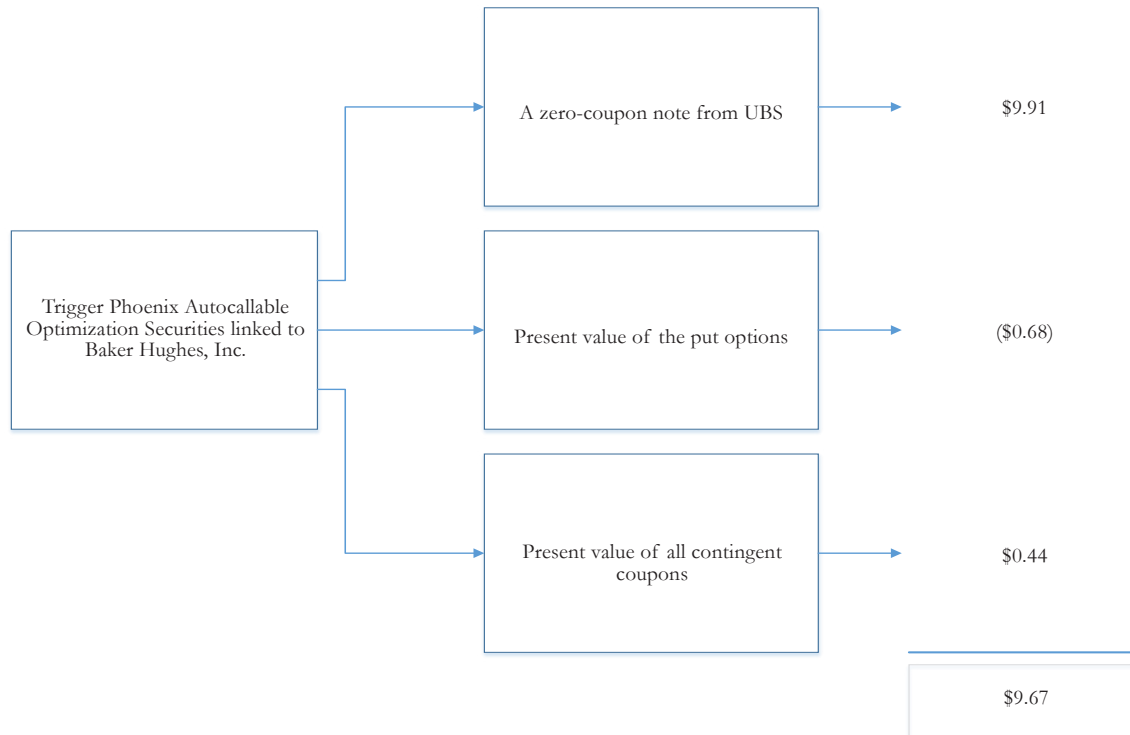 A zero-coupon note from UBS
$9.91
Trigger Phoenix Autocallable
Optimization Securities linked to
Baker Hughes, Inc.
Present value of the put options
($0.68)
Present value of all contingent
coupons
$0.44
$9.67